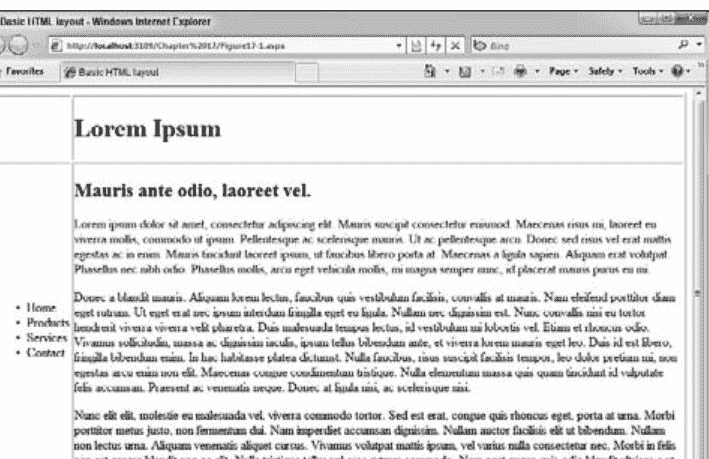 Basic HTML layout - Windows Internet Explorer
http://localhost:3109/Chapter%2017/Figure17-1.aspx
Bing
Favorites
Basic HTML layout
Page
Safety
Tools
Lorem Ipsum
Mauris ante odio, laoreet vel.
Lorem ipsum dolor sit amet, consectetur adipiscing elit. Mauris suscipit consectetur euismod. Maecenas risus mi, laoreet eu
viverra mollis, commodo ut ipsum. Pellentesque ac scelerisque mauris. Ut ac pellentesque arcu. Donec sed risus vel erat mattis
egestas ac in enim. Mauris tincidunt laoreet ipsum, ut faucibus libero porta at. Maecenas a ligula sapien. Aliquam erat volutpat.
Phasellus nec nibh odio. Phasellus mollis, arcu eget vehicula mollis, mi magna semper nunc, id placerat mauris purus eu mi.
• Home
• Products
• Services
• Contact
Donec a blandit mauris. Aliquam lorem lectus, faucibus quis vestibulum facilisis, convallis at mauris. Nam eleifend porttitor diam
eget rutrum. Ut eget erat nec ipsum interdum fringilla eget eu ligula. Nullam nec dignissim est. Nunc convallis nisi eu tortor
hendrerit viverra viverra velit pharetra. Duis malesuada tempus lectus, id vestibulum mi lobortis vel. Etiam et rhoncus odio.
Vivamus sollicitudin, massa ac dignissim iaculis, ipsum tellus bibendum ante, et viverra lorem mauris eget leo. Duis id est libero,
fringilla bibendum enim. In hac habitasse platea dictumst. Nulla faucibus, risus suscipit facilisis tempor, leo dolor pretium mi, non
egestas arcu enim non elit. Maecenas congue condimentum tristique. Nulla elementum massa quis quam tincidunt id vulputate
felis accumsan. Praesent ac venenatis neque. Donec at ligula nisi, ac scelerisque nisi.
Nunc elit elit, molestie eu malesuada vel, viverra commodo tortor. Sed est erat, congue quis rhoncus eget, porta at urna. Morbi
porttitor metus justo, non fermentum dui. Nam imperdiet accumsan dignissim. Nullam auctor facilisis elit ut bibendum. Nullam
non lectus urna. Aliquam venenatis aliquet cursus. Vivamus volutpat mattis ipsum, vel varius nulla consectetur nec. Morbi in felis